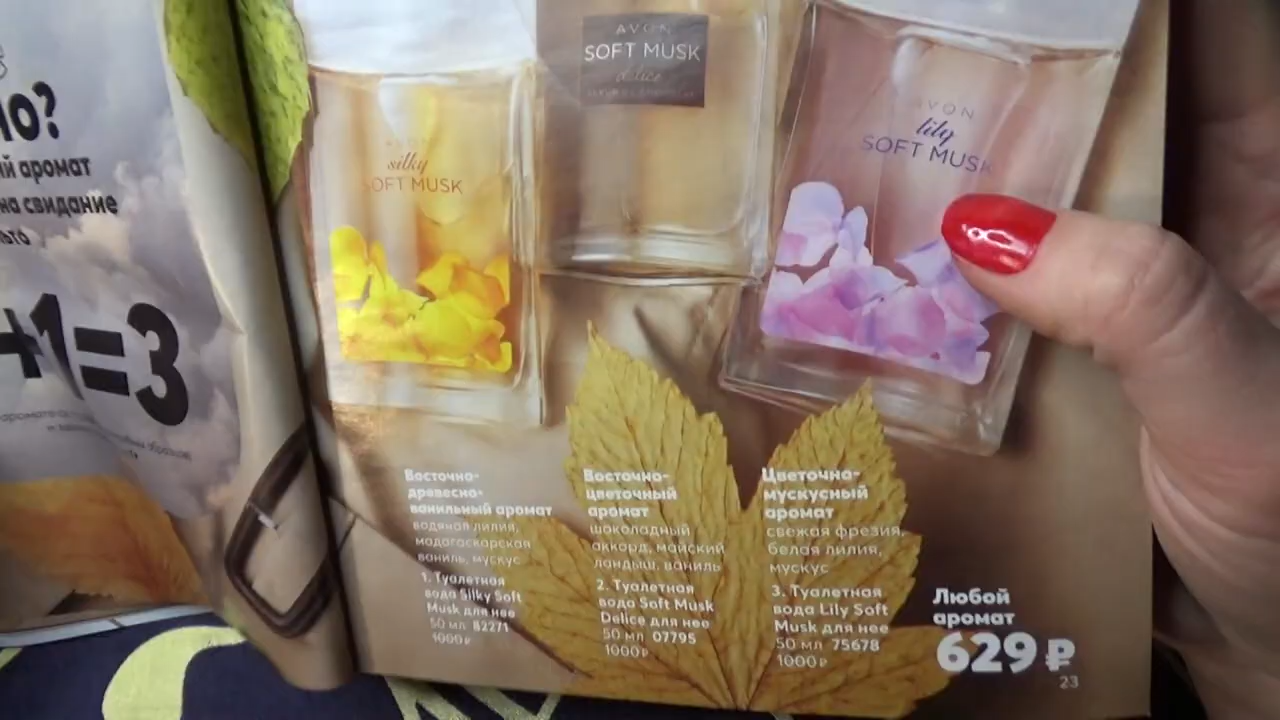 ло?
й аромат
на свидание
+1=3
AVON
silky
SOFT MUSK
AVON
SOFT MUSK
delice
AVON
lily
SOFT MUSK
Восточно-
древесно-
ванильный аромат
водяная лилия,
мадагаскарская
ваниль, мускус
1. Туалетная
вода Silky Soft
Musk для нее
50 мл 82271
1000₽
Восточно-
цветочный
аромат
шоколадный
аккорд, майский
ландыш, ваниль
2. Туалетная
вода Soft Musk
Delice для нее
50 мл 07795
1000₽
Цветочно-
мускусный
аромат
свежая фрезия,
белая лилия,
мускус
3. Туалетная
вода Lily Soft
Musk для нее
50 мл 75678
1000₽
Любой
аромат
629 ₽
23